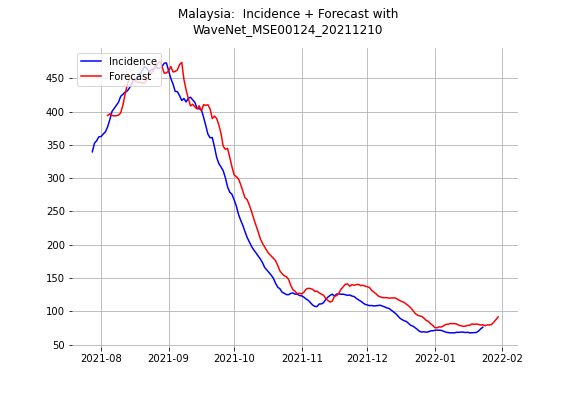 Malaysia:  Incidence + Forecast with
WaveNet_MSE00124_20211210
Incidence
Forecast
450
400
350
300
250
200
150
100
50
2021-08 2021-09 2021-10 2021-11 2021-12 2022-01 2022-02